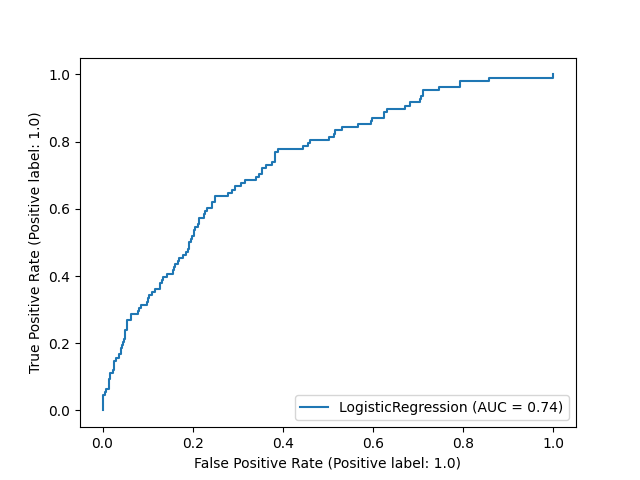 True Positive Rate (Positive label: 1.0)
1.0
0.8
0.6
0.4
0.2
0.0
LogisticRegression (AUC = 0.74)
0.0 0.2 0.4 0.6 0.8 1.0
False Positive Rate (Positive label: 1.0)